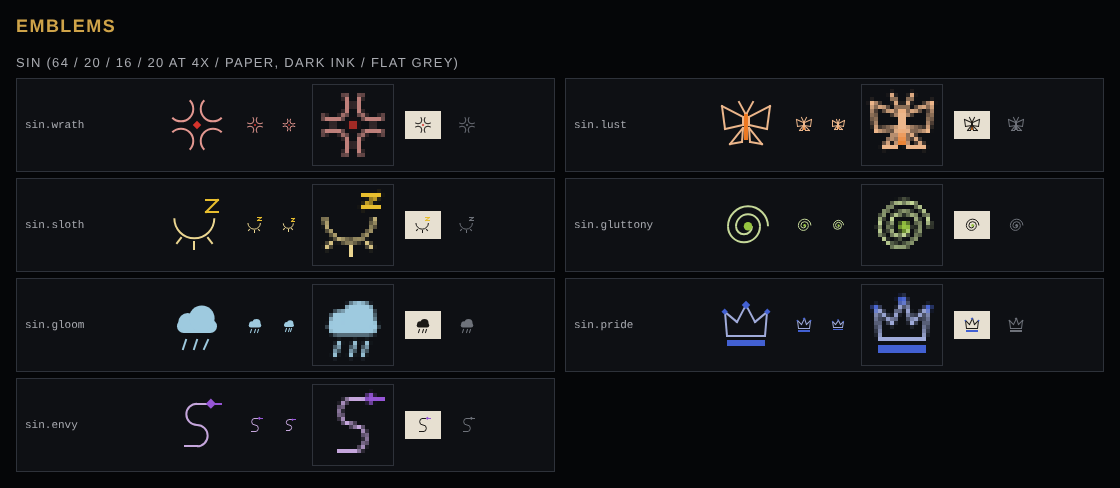 EMBLEMS
SIN (64 / 20 / 16 / 20 AT 4X / PAPER, DARK INK / FLAT GREY)
sin.wrath
sin.lust
sin.sloth
sin.gluttony
sin.gloom
sin.pride
sin.envy